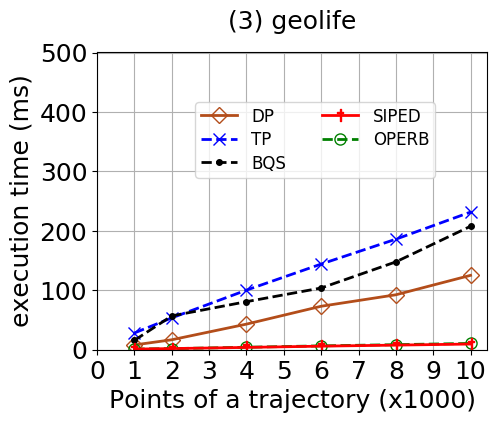 (3) geolife
execution time (ms)
500
400
300
200
100
0
DP
TP
BQS
SIPED
OPERB
0 1 2 3 4 5 6 7 8 9 10
Points of a trajectory (x1000)